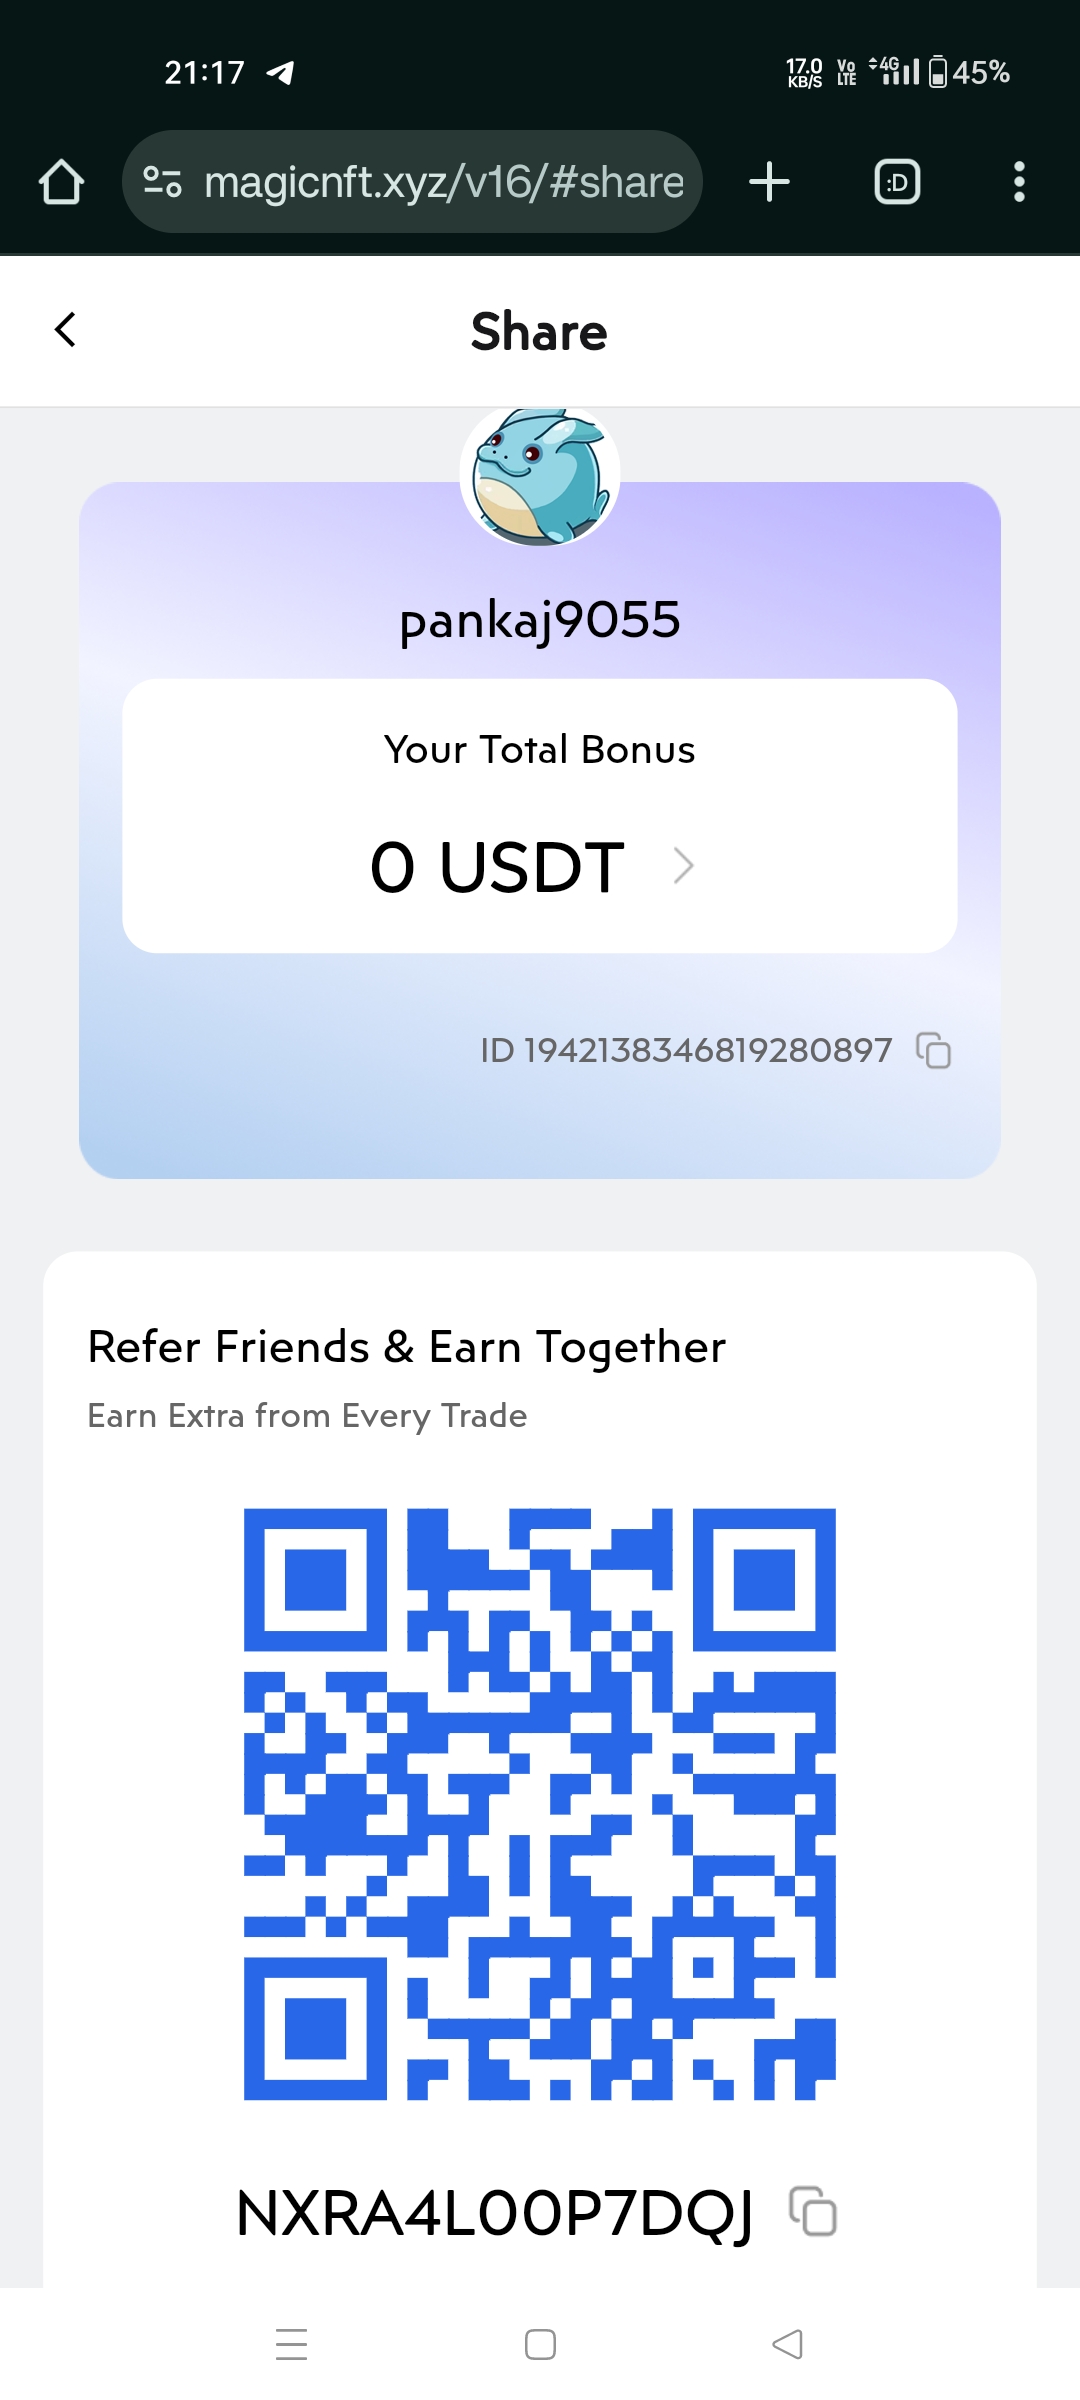 21:17
17.0 KB/S Vo LTE 4G 45%
magicnft.xyz/v16/#share
:D
Share
pankaj9055
Your Total Bonus
0 USDT
ID 1942138346819280897
Refer Friends & Earn Together
Earn Extra from Every Trade
NXRA4L00P7DQJ